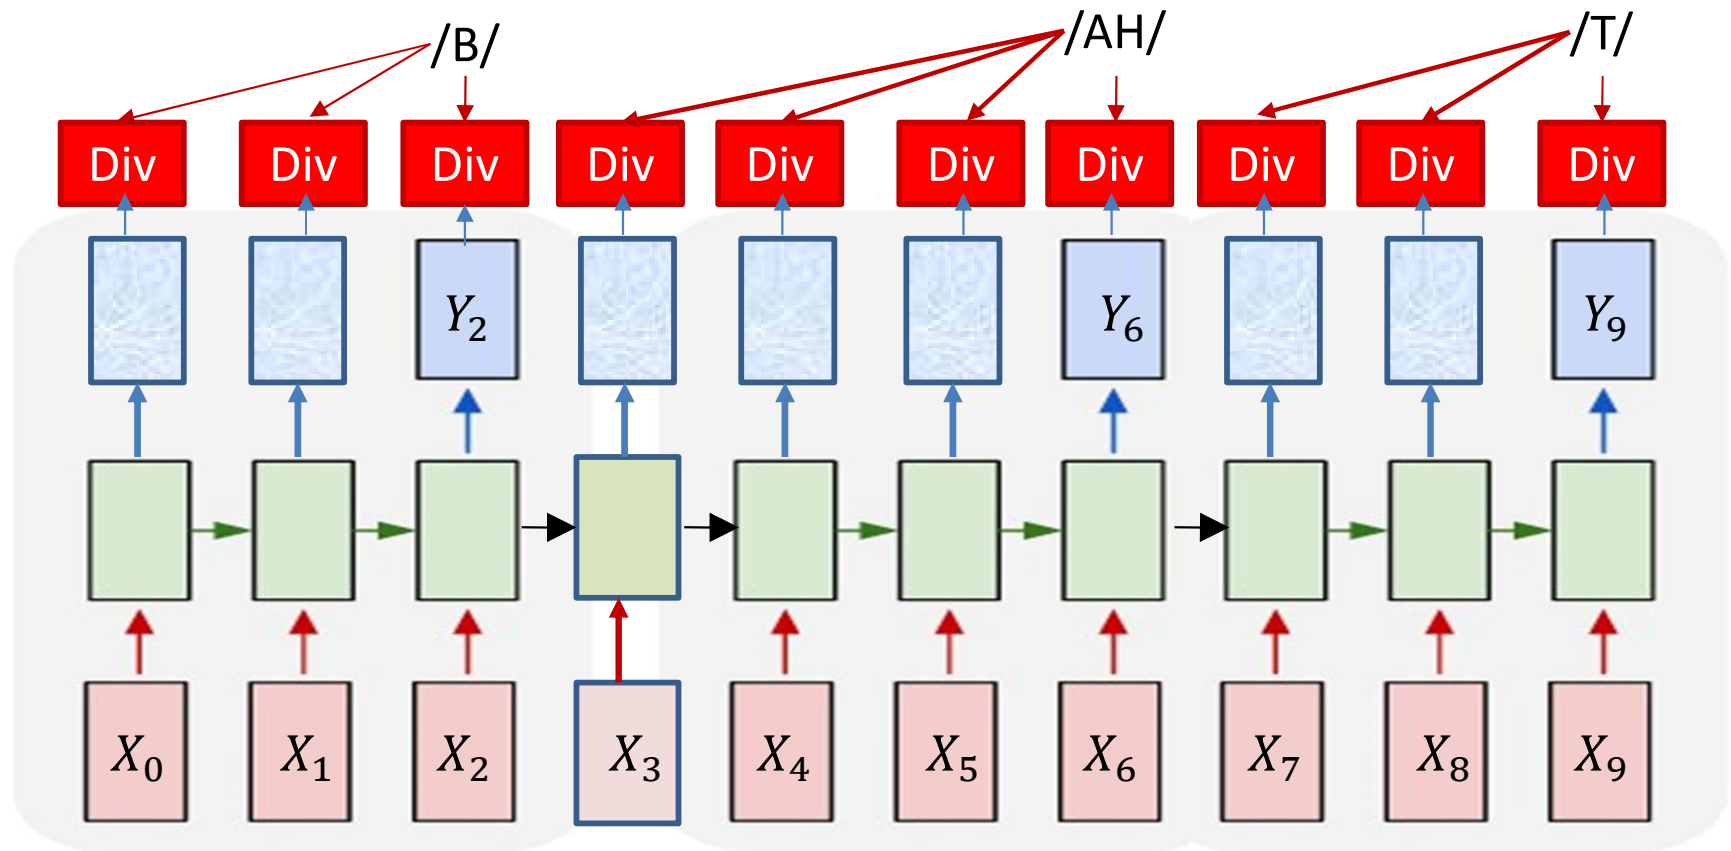 /B/ /AH/ /T/
Div Div Div Div Div Div Div Div Div Div
Y₂ Y₆ Y₉
X₀ X₁ X₂ X₃ X₄ X₅ X₆ X₇ X₈ X₉